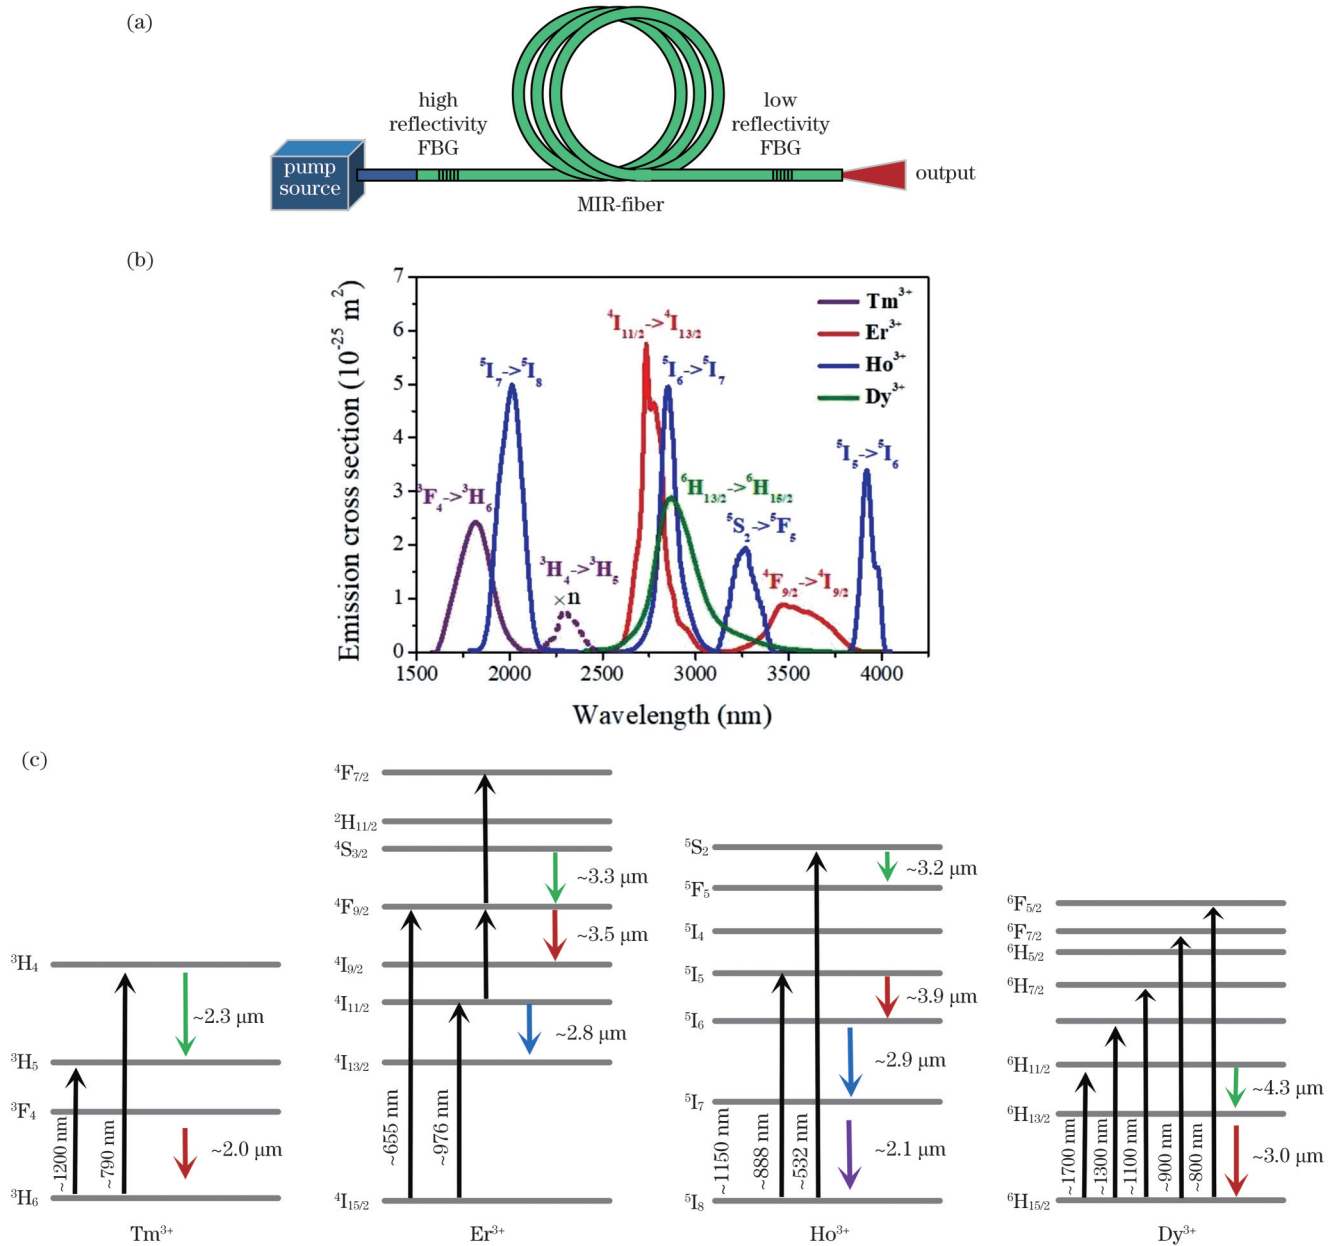 (a)
high
reflectivity
FBG
low
reflectivity
FBG
pump
source
output
MIR-fiber
(b)
Emission cross section (10⁻²⁵ m²)
7
6
5
4
3
2
1
0
1500 2000 2500 3000 3500 4000
Wavelength (nm)
Tm³⁺
Er³⁺
Ho³⁺
Dy³⁺
³F₄->³H₆
⁵I₇->⁵I₈
³H₄->³H₅
×n
⁴I₁₁/₂->⁴I₁₃/₂
⁵I₆->⁵I₇
⁶H₁₃/₂->⁶H₁₅/₂
⁵S₂->⁵F₅
⁴F₉/₂->⁴I₉/₂
⁵I₅->⁵I₆
(c)
³H₄
³H₅
³F₄
³H₆
~1200 nm
~790 nm
~2.3 μm
~2.0 μm
Tm³⁺
⁴F₇/₂
²H₁₁/₂
⁴S₃/₂
⁴F₉/₂
⁴I₉/₂
⁴I₁₁/₂
⁴I₁₃/₂
⁴I₁₅/₂
~655 nm
~976 nm
~3.3 μm
~3.5 μm
~2.8 μm
Er³⁺
⁵S₂
⁵F₅
⁵I₄
⁵I₅
⁵I₆
⁵I₇
⁵I₈
~1150 nm
~888 nm
~532 nm
~3.2 μm
~3.9 μm
~2.9 μm
~2.1 μm
Ho³⁺
⁶F₅/₂
⁶F₇/₂
⁶H₅/₂
⁶H₇/₂
⁶H₁₁/₂
⁶H₁₃/₂
⁶H₁₅/₂
~1700 nm
~1300 nm
~1100 nm
~900 nm
~800 nm
~4.3 μm
~3.0 μm
Dy³⁺